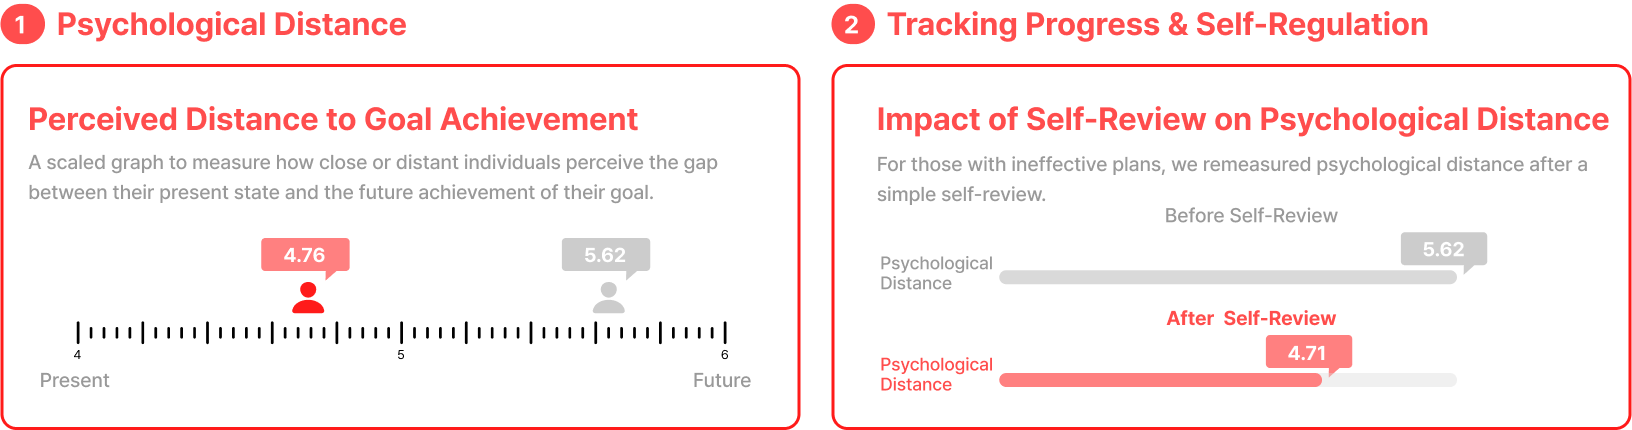 1 Psychological Distance
Perceived Distance to Goal Achievement
A scaled graph to measure how close or distant individuals perceive the gap
between their present state and the future achievement of their goal.
4.76 5.62
4 5 6
Present Future
2 Tracking Progress & Self-Regulation
Impact of Self-Review on Psychological Distance
For those with ineffective plans, we remeasured psychological distance after a
simple self-review.
Before Self-Review
5.62
Psychological
Distance
After Self-Review
4.71
Psychological
Distance